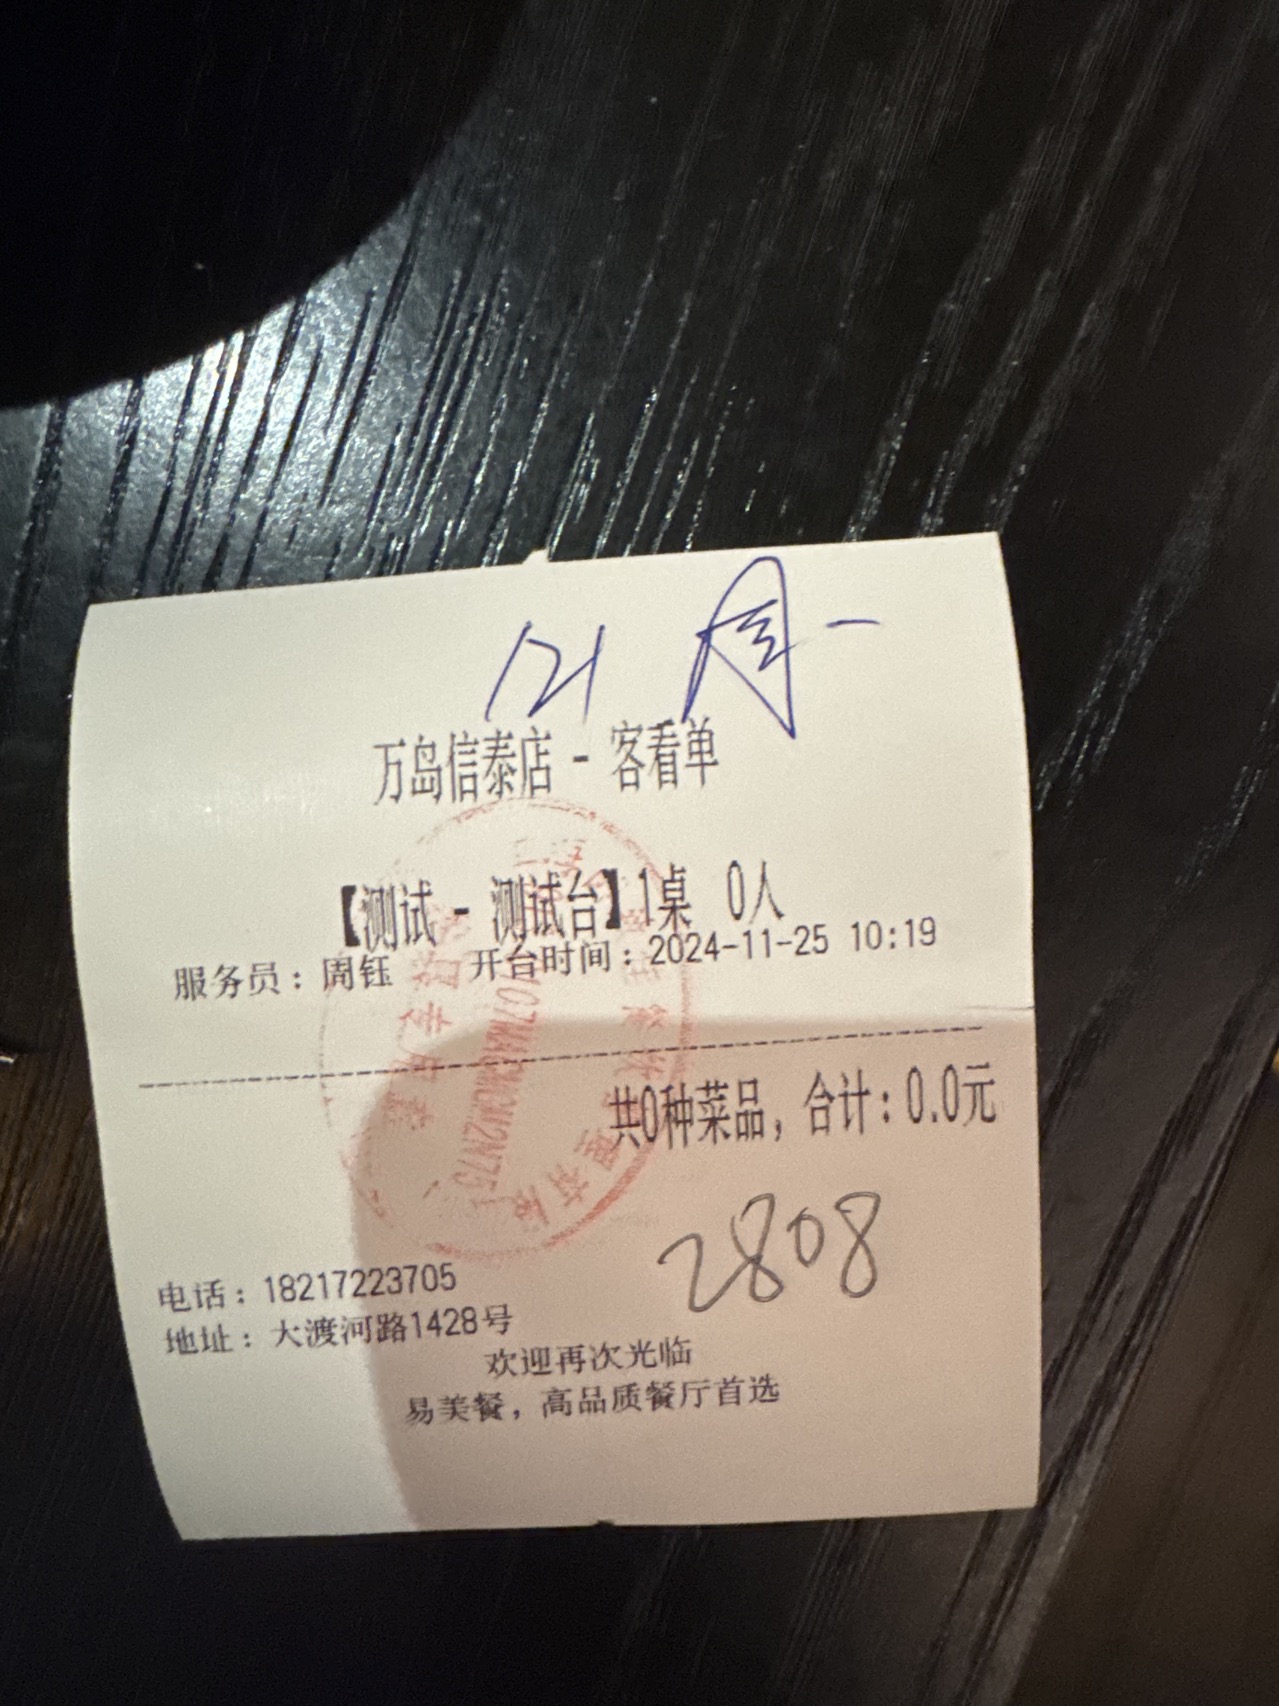 121 周一
万岛信泰店 - 客看单
【测试 - 测试台】1桌 0人
服务员：周钰 开台时间：2024-11-25 10:19
共0种菜品，合计：0.0元
2808
电话：18217223705
地址：大渡河路1428号
欢迎再次光临
易美餐，高品质餐厅首选